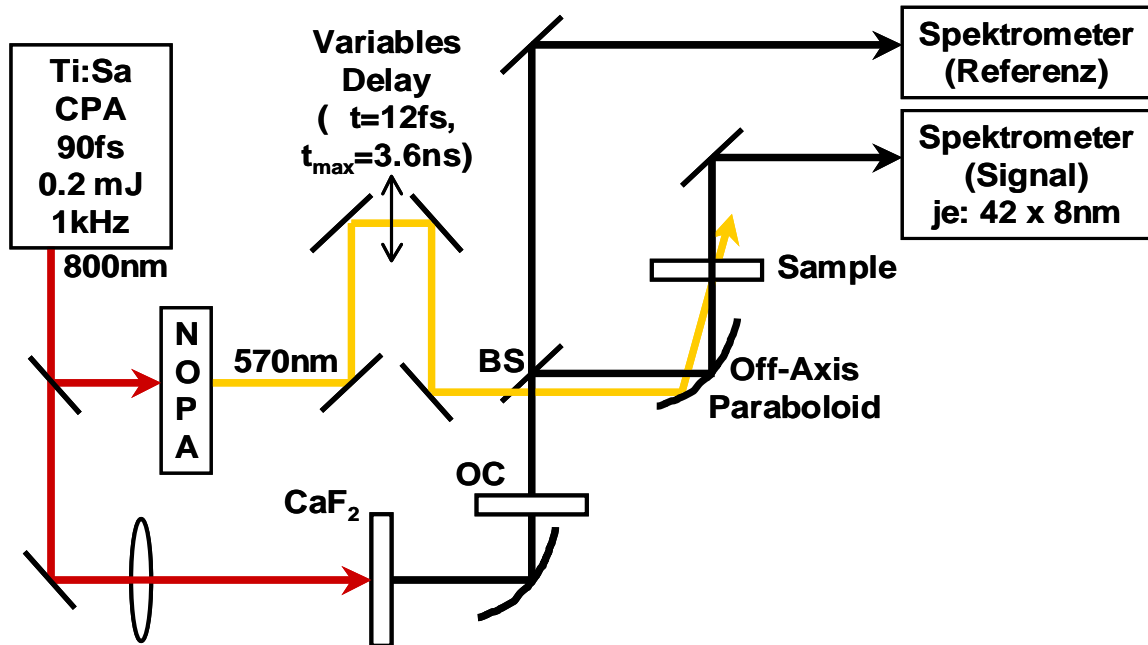 Ti:Sa
CPA
90fs
0.2 mJ
1kHz
800nm
Variables
Delay
( t=12fs,
tmax=3.6ns)
Spektrometer
(Referenz)
Spektrometer
(Signal)
je: 42 x 8nm
Sample
NOPA
570nm
BS
Off-Axis
Paraboloid
OC
CaF2